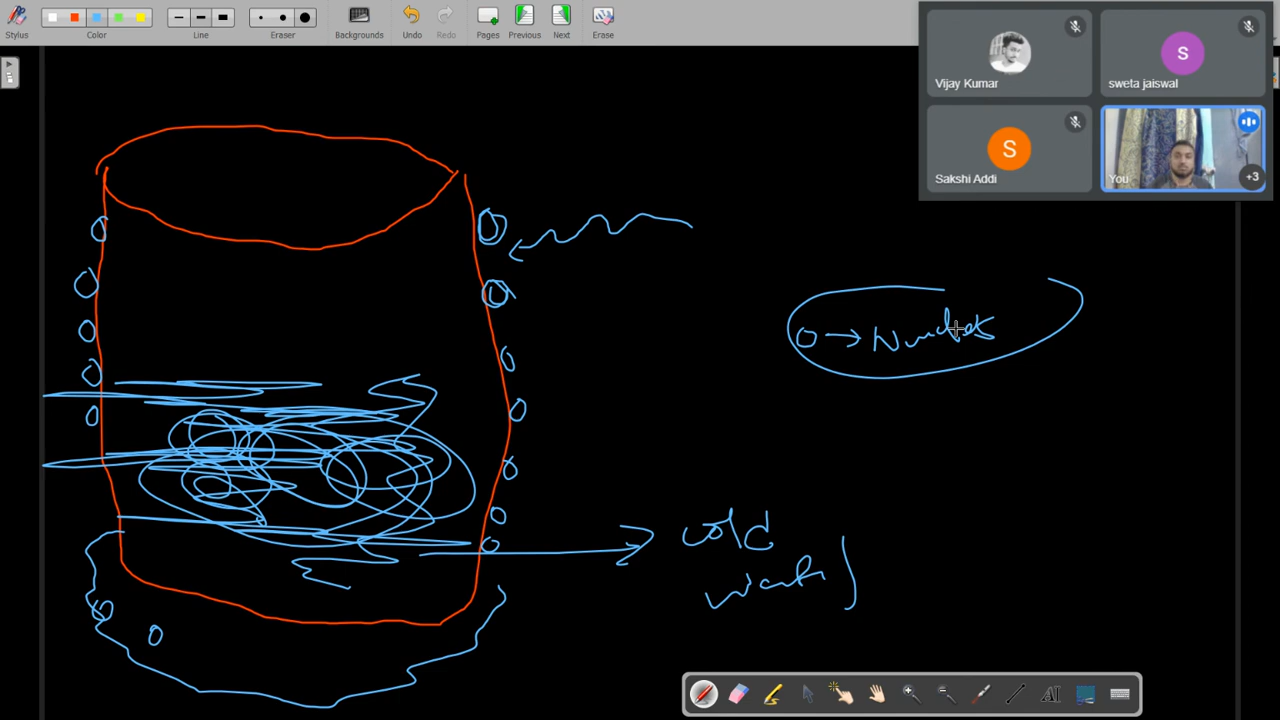 Stylus
Color
Line
Eraser
Backgrounds
Undo
Redo
Pages
Previous
Next
Erase
Vijay Kumar
S
sweta jaiswal
S
Sakshi Addi
You
+3
O →
cold
AI